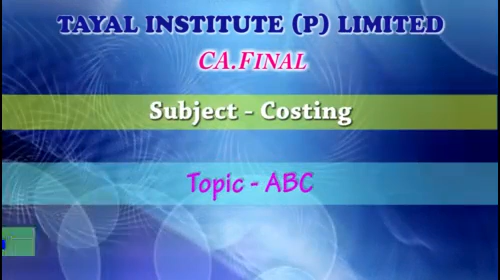 TAYAL INSTITUTE (P) LIMITED
CA.FINAL
Subject - Costing
Topic - ABC